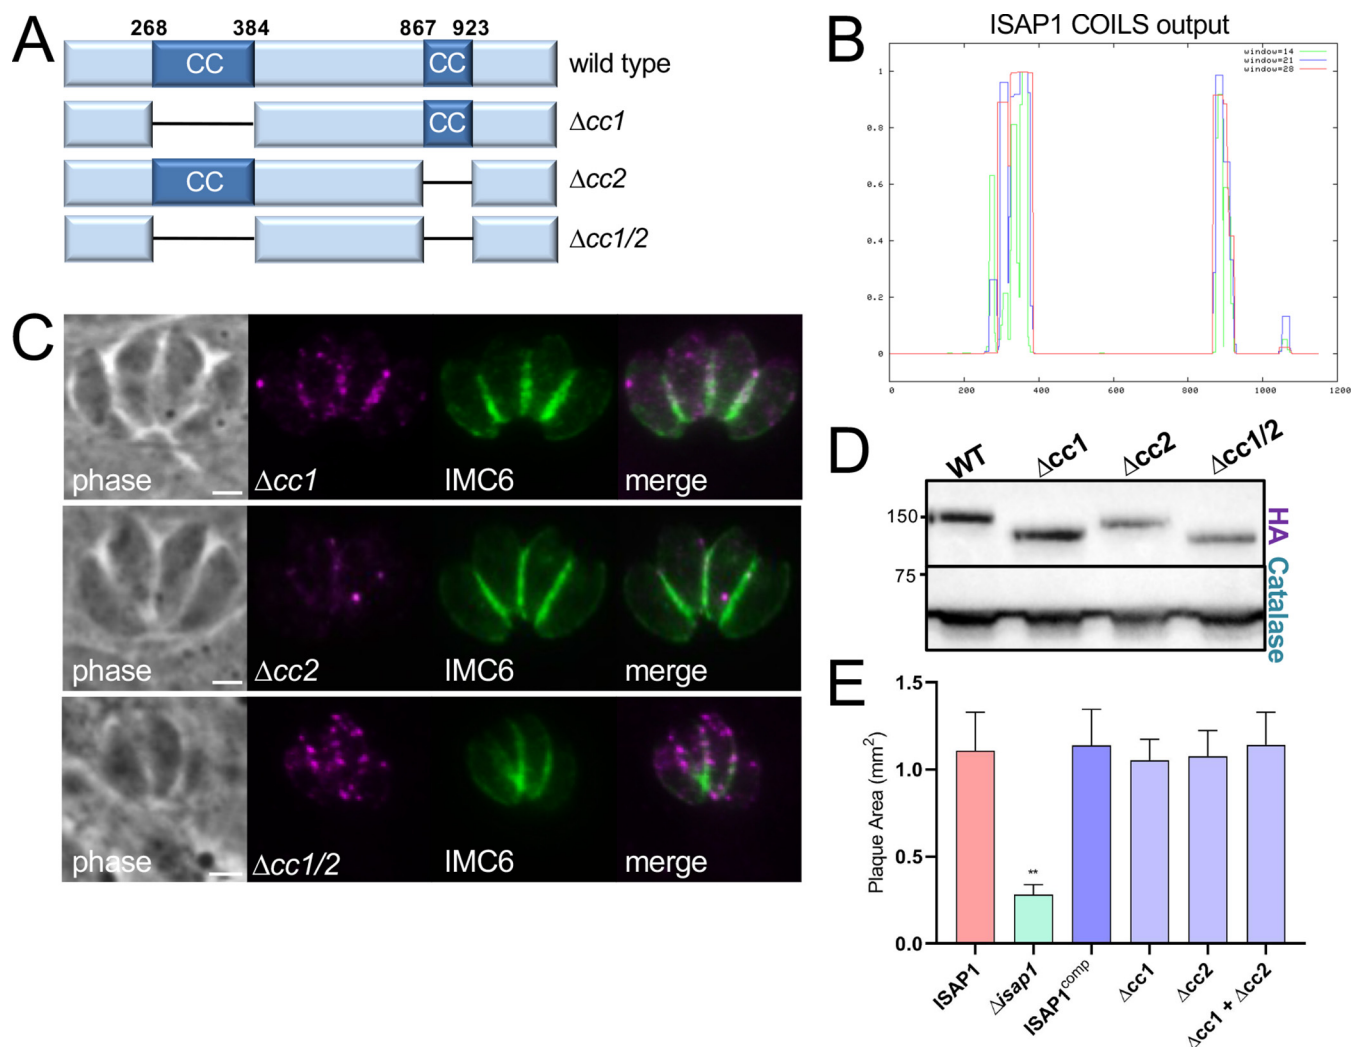 A
268 384 867 923
CC CC wild type
CC Δcc1
CC Δcc2
Δcc1/2
B
ISAP1 COILS output
window=14
window=21
window=28
1
0.8
0.6
0.4
0.2
0
0 200 400 600 800 1000 1200
C
phase Δcc1 IMC6 merge
phase Δcc2 IMC6 merge
phase Δcc1/2 IMC6 merge
D
WT Δcc1 Δcc2 Δcc1/2
150
75
HA
Catalase
E
Plaque Area (mm²)
1.5
1.0
0.5
0.0
**
ISAP1 Δisap1 ISAP1comp Δcc1 Δcc2 Δcc1 + Δcc2